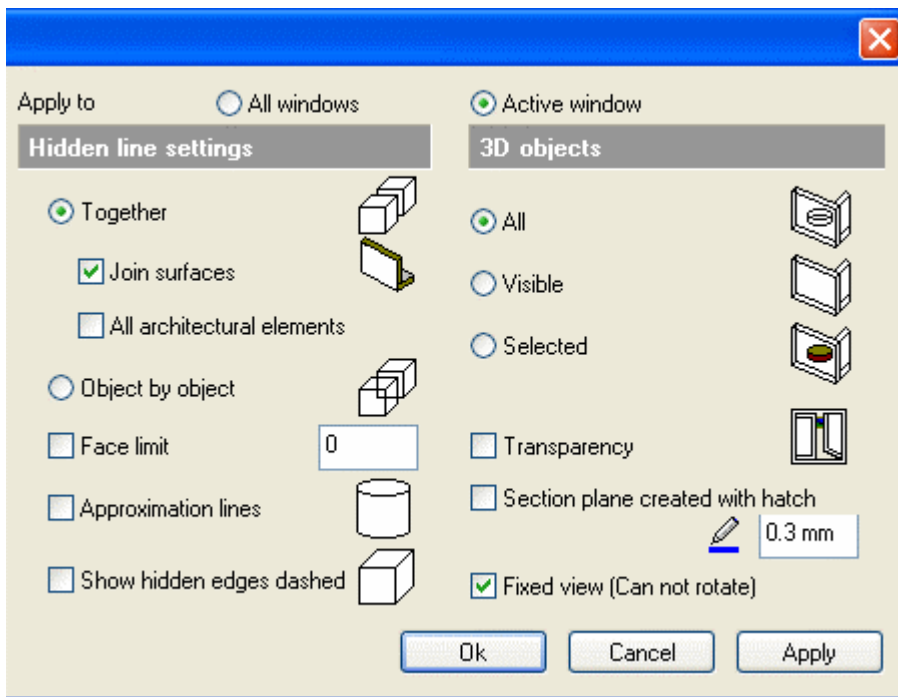 Apply to
All windows
Active window
Hidden line settings
Together
Join surfaces
All architectural elements
Object by object
Face limit
0
Approximation lines
Show hidden edges dashed
3D objects
All
Visible
Selected
Transparency
Section plane created with hatch
0.3 mm
Fixed view (Can not rotate)
Ok
Cancel
Apply